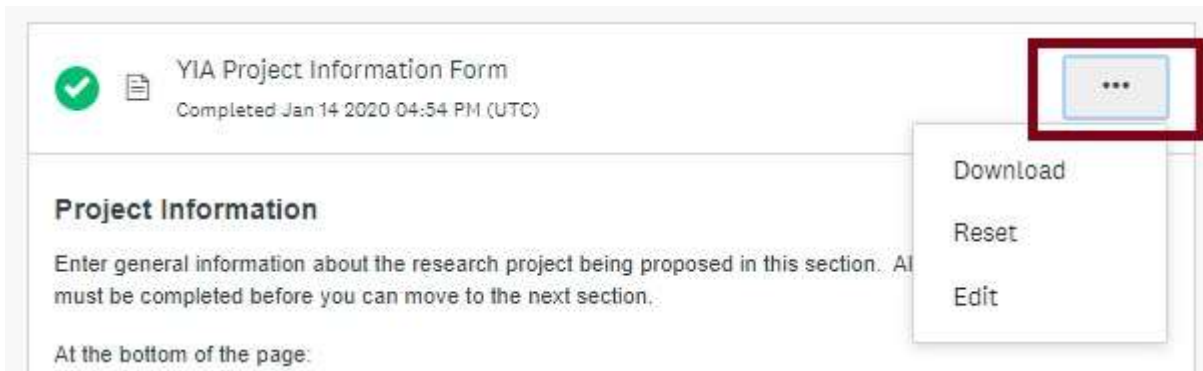 YIA Project Information Form
Completed Jan 14 2020 04:54 PM (UTC)
...
Download
Reset
Edit
Project Information
Enter general information about the research project being proposed in this section.
must be completed before you can move to the next section.
At the bottom of the page: